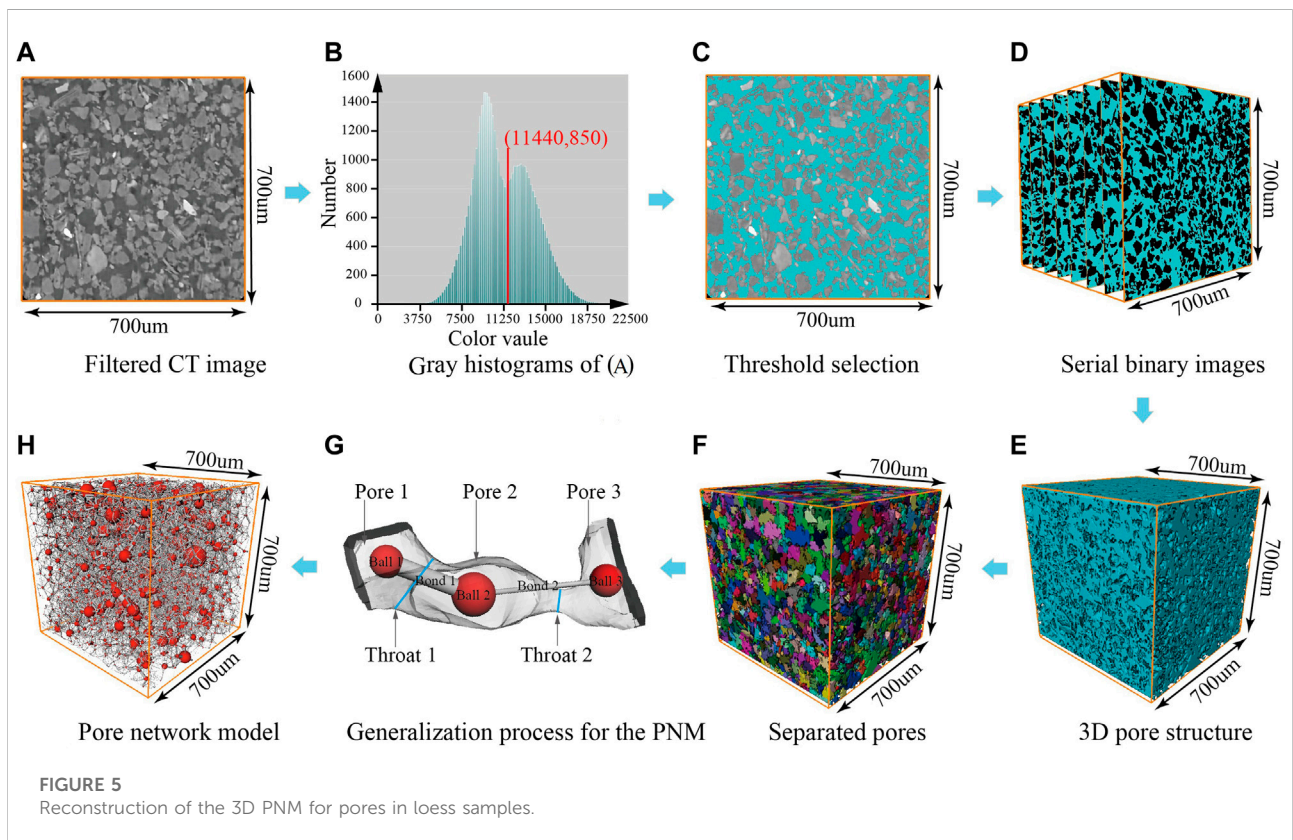 A
700um
700um
Filtered CT image
B
1600
1400
1200
1000
800
600
400
200
0
Number
(11440,850)
0 3750 7500 11250 15000 18750 22500
Color vaule
Gray histograms of (A)
C
700um
700um
Threshold selection
D
700um
700um
Serial binary images
H
700um
700um
700um
Pore network model
G
Pore 1 Pore 2 Pore 3
Ball 1 Bond 1 Ball 2 Bond 2 Ball 3
Throat 1 Throat 2
Generalization process for the PNM
F
700um
700um
700um
Separated pores
E
700um
700um
700um
3D pore structure
FIGURE 5
Reconstruction of the 3D PNM for pores in loess samples.